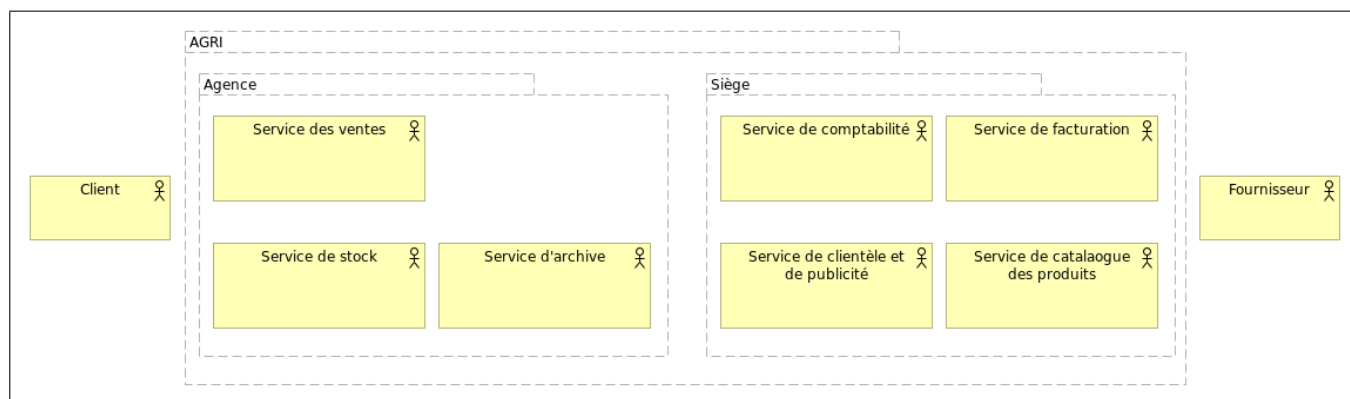 AGRI
Agence
Siège
Service des ventes
Service de comptabilité
Service de facturation
Client
Fournisseur
Service de stock
Service d'archive
Service de clientèle et
de publicité
Service de catalaogue
des produits